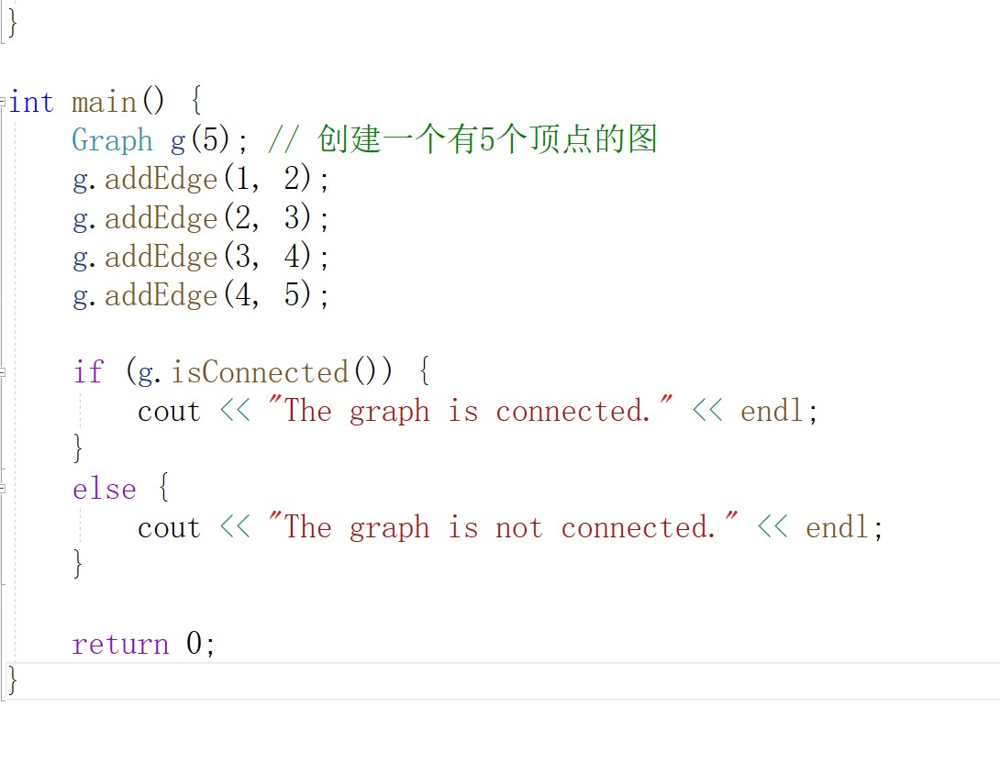 }
int main() {
    Graph g(5); // 创建一个有5个顶点的图
    g.addEdge(1, 2);
    g.addEdge(2, 3);
    g.addEdge(3, 4);
    g.addEdge(4, 5);
    if (g.isConnected()) {
        cout << "The graph is connected." << endl;
    }
    else {
        cout << "The graph is not connected." << endl;
    }
    return 0;
}